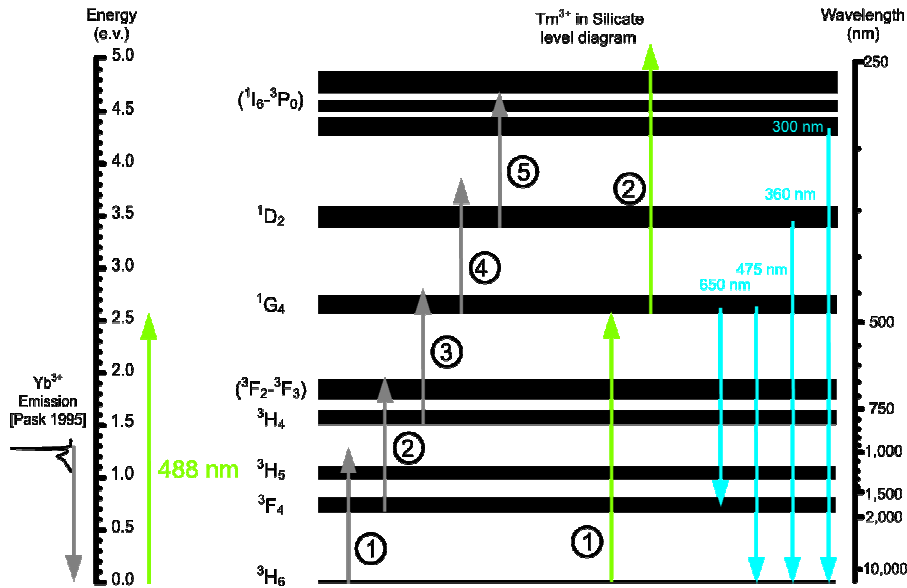 Energy
(e.v.)
Tm³⁺ in Silicate
level diagram
Wavelength
(nm)
5.0
4.5
4.0
3.5
3.0
2.5
2.0
1.5
1.0
0.5
0.0
Yb³⁺
Emission
[Pask 1995]
488 nm
(¹I₆-³P₀)
¹D₂
¹G₄
(³F₂-³F₃)
³H₄
³H₅
³F₄
³H₆
①
②
③
④
⑤
①
②
300 nm
360 nm
475 nm
650 nm
250
500
750
1,000
1,500
2,000
10,000